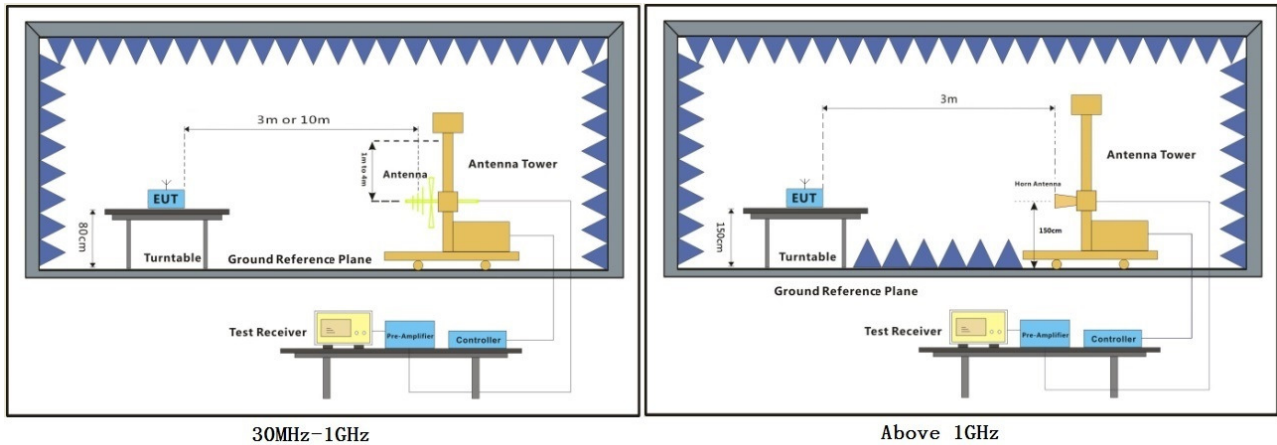 3m or 10m
1m to 4m
Antenna
Antenna Tower
EUT
80cm
Turntable
Ground Reference Plane
Test Receiver
Pre-Amplifier
Controller
30MHz-1GHz
3m
Antenna Tower
Horn Antenna
EUT
150cm
150cm
Turntable
Ground Reference Plane
Test Receiver
Pre-Amplifier
Controller
Above 1GHz